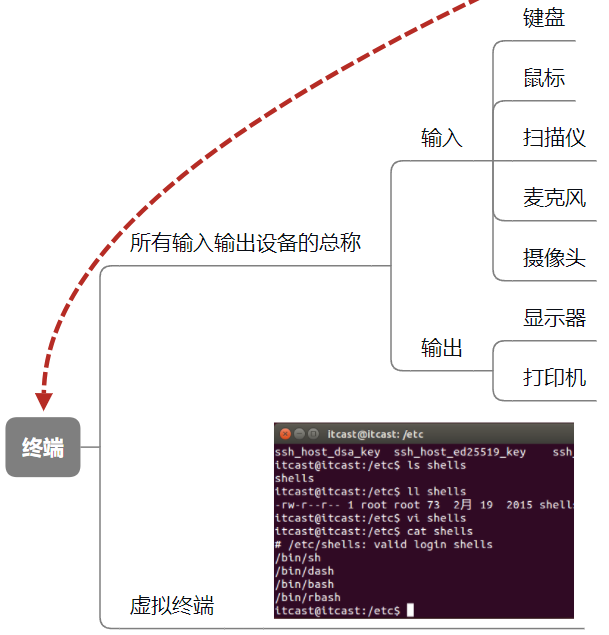 键盘
鼠标
输入
扫描仪
麦克风
所有输入输出设备的总称
摄像头
显示器
输出
打印机
终端
itcast@itcast: /etc
ssh_host_dsa_key ssh_host_ed25519_key ssh_
itcast@itcast:/etc$ ls shells
shells
itcast@itcast:/etc$ ll shells
-rw-r--r-- 1 root root 73 2月 19 2015 shells
itcast@itcast:/etc$ vi shells
itcast@itcast:/etc$ cat shells
# /etc/shells: valid login shells
/bin/sh
/bin/dash
/bin/bash
/bin/rbash
itcast@itcast:/etc$
虚拟终端